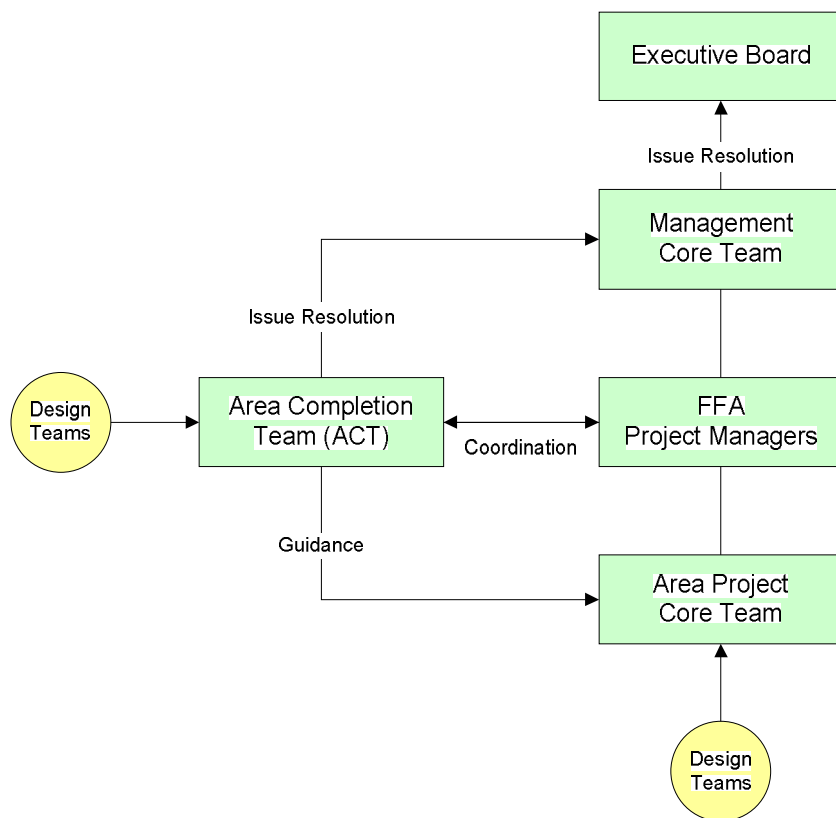 Executive Board
Issue Resolution
Management
Core Team
Issue Resolution
Design
Teams
Area Completion
Team (ACT)
Coordination
FFA
Project Managers
Guidance
Area Project
Core Team
Design
Teams